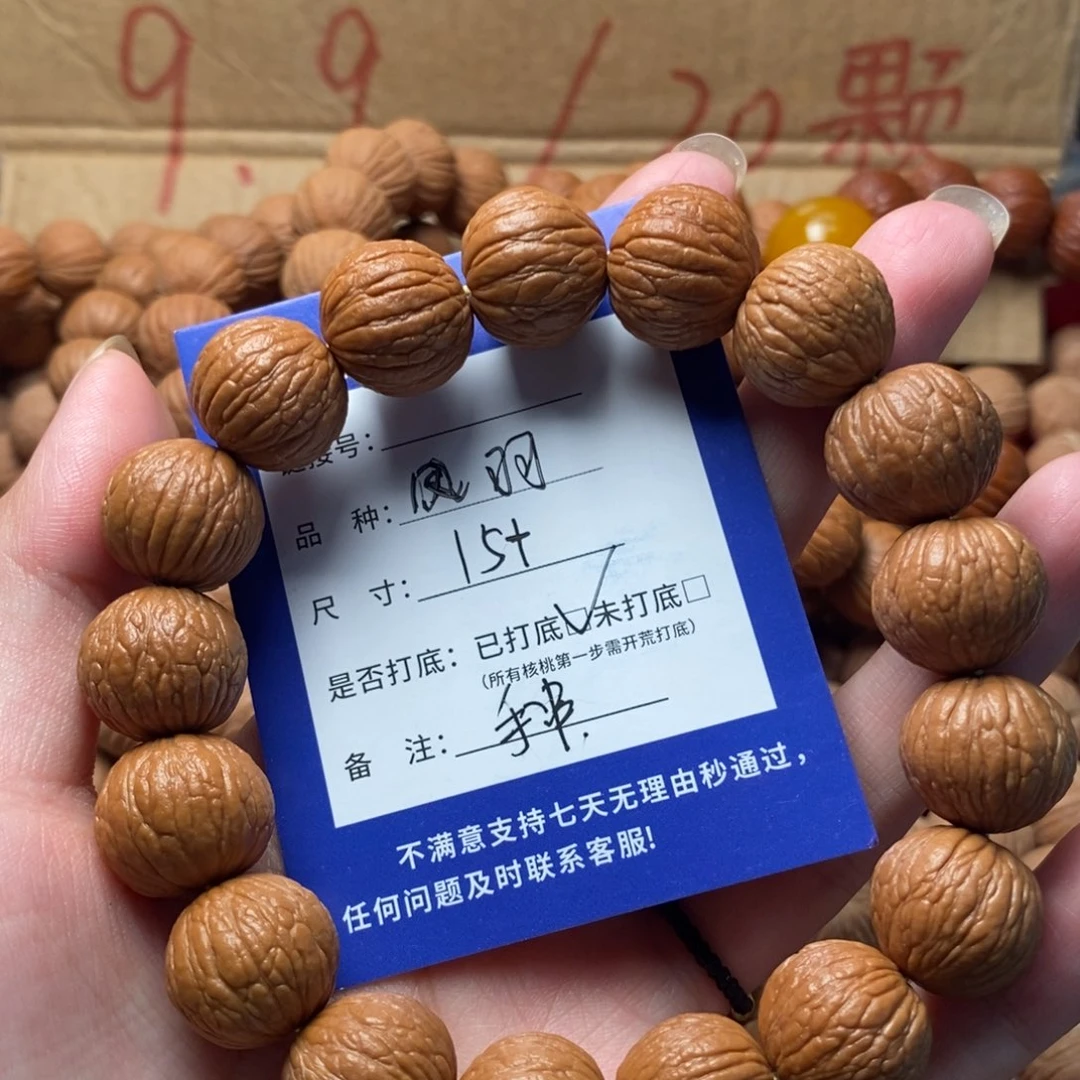 9.9/20颗
链接号：
品 种：凤羽
尺 寸：15+
是否打底：已打底☑未打底□
（所有核桃第一步需开荒打底）
备 注：
不满意支持七天无理由秒通过，
任何问题及时联系客服!